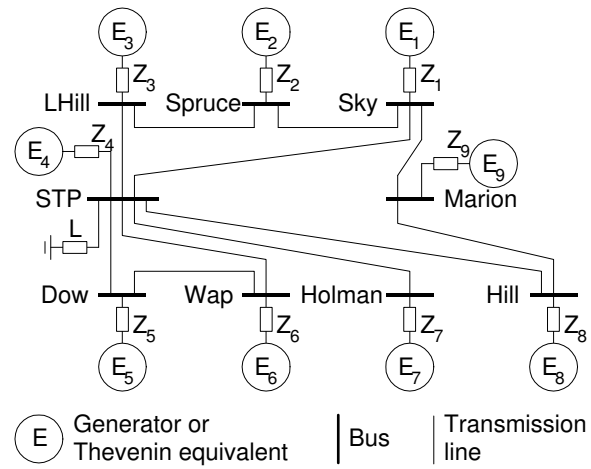 E3 E2 E1
Z3 Z2 Z1
LHill Spruce Sky
Z4 Z9
E4 E9
STP Marion
L
Dow Wap Holman Hill
Z5 Z6 Z7 Z8
E5 E6 E7 E8
E Generator or Thevenin equivalent
Bus
Transmission line